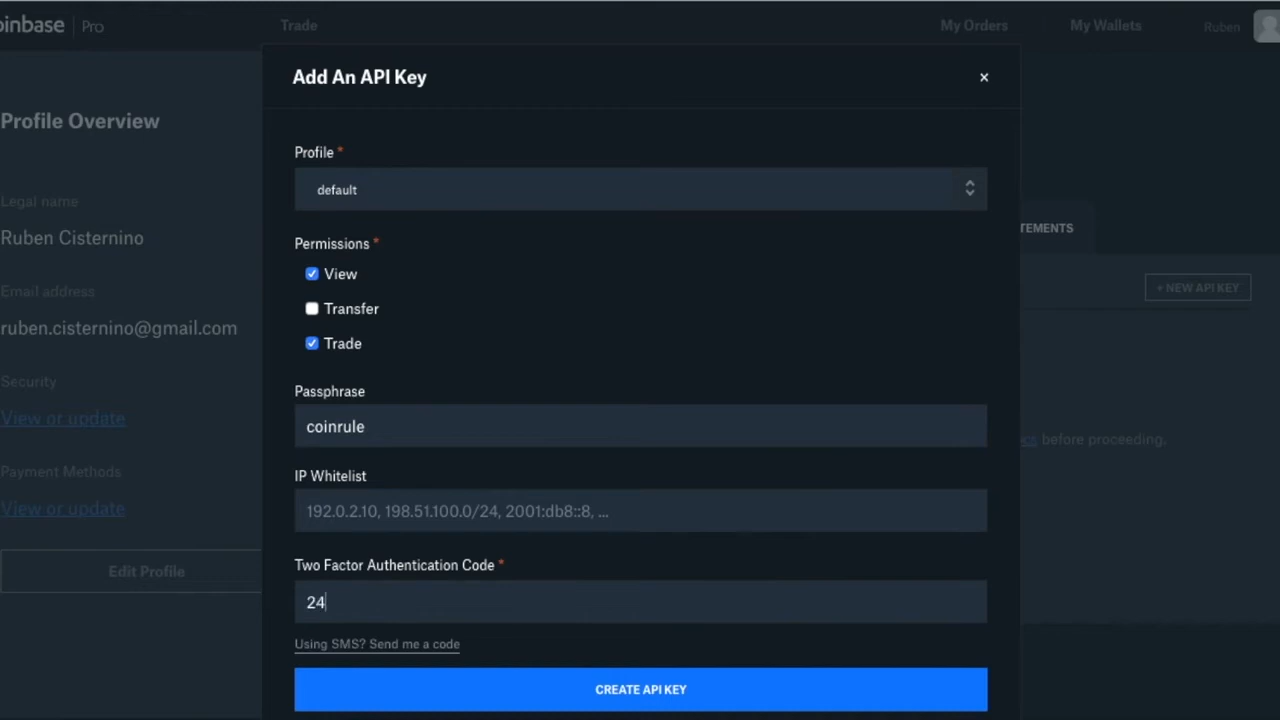 oinbase | Pro
Trade
My Orders
My Wallets
Ruben
Add An API Key
×
Profile Overview
Legal name
Ruben Cisternino
Email address
ruben.cisternino@gmail.com
Security
View or update
Payment Methods
View or update
Edit Profile
Profile *
default
Permissions *
View
Transfer
Trade
Passphrase
coinrule
IP Whitelist
192.0.2.10, 198.51.100.0/24, 2001:db8::8, ...
Two Factor Authentication Code *
24
Using SMS? Send me a code
CREATE API KEY
TEMENTS
+ NEW API KEY
before proceeding.